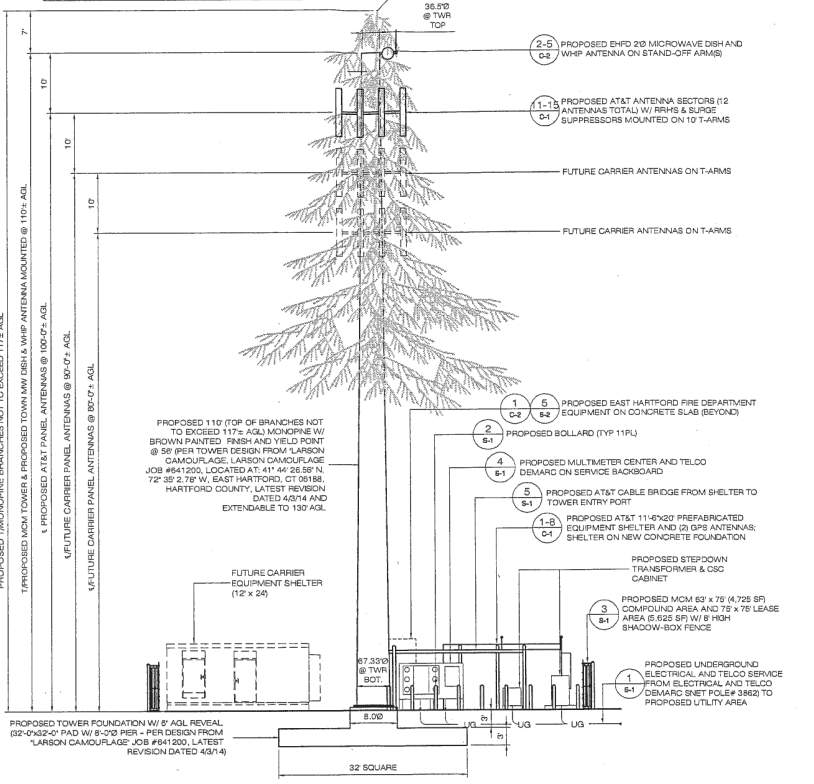 36.5'Ø
@ TWR
TOP
7'
10'
10'
10'
2-5
C-2
PROPOSED EHFD 2'Ø MICROWAVE DISH AND
WHIP ANTENNA ON STAND-OFF ARM(S)
11-15
C-1
PROPOSED AT&T ANTENNA SECTORS (12
ANTENNAS TOTAL) W/ RRH'S & SURGE
SUPPRESSORS MOUNTED ON 10' T-ARMS
FUTURE CARRIER ANTENNAS ON T-ARMS
FUTURE CARRIER ANTENNAS ON T-ARMS
PROPOSED T/MONOPINE BRANCHES NOT TO EXCEED 117'± AGL
T/PROPOSED MCM TOWER & PROPOSED TOWN MW DISH & WHIP ANTENNA MOUNTED @ 110'± AGL
℄ PROPOSED AT&T PANEL ANTENNAS @ 100'-0"± AGL
℄/FUTURE CARRIER PANEL ANTENNAS @ 90'-0"± AGL
℄/FUTURE CARRIER PANEL ANTENNAS @ 80'-0"± AGL
PROPOSED 110' (TOP OF BRANCHES NOT
TO EXCEED 117'± AGL) MONOPINE W/
BROWN PAINTED FINISH AND YIELD POINT
@ 56' (PER TOWER DESIGN FROM "LARSON
CAMOUFLAGE, LARSON CAMOUFLAGE
JOB #641200, LOCATED AT: 41° 44' 26.56" N,
72° 35' 2.78" W, EAST HARTFORD, CT 06188,
HARTFORD COUNTY, LATEST REVISION
DATED 4/3/14 AND
EXTENDABLE TO 130' AGL
1
C-2
5
S-2
PROPOSED EAST HARTFORD FIRE DEPARTMENT
EQUIPMENT ON CONCRETE SLAB (BEYOND)
2
S-1
PROPOSED BOLLARD (TYP 11PL)
4
S-1
PROPOSED MULTIMETER CENTER AND TELCO
DEMARC ON SERVICE BACKBOARD
5
S-1
PROPOSED AT&T CABLE BRIDGE FROM SHELTER TO
TOWER ENTRY PORT
1-8
C-1
PROPOSED AT&T 11'-6"x20' PREFABRICATED
EQUIPMENT SHELTER AND (2) GPS ANTENNAS;
SHELTER ON NEW CONCRETE FOUNDATION
PROPOSED STEPDOWN
TRANSFORMER & CSC
CABINET
3
S-1
PROPOSED MCM 63' x 75' (4,725 SF)
COMPOUND AREA AND 75' x 75' LEASE
AREA (5,625 SF) W/ 8' HIGH
SHADOW-BOX FENCE
FUTURE CARRIER
EQUIPMENT SHELTER
(12' x 24')
67.33'Ø
@ TWR
BOT.
1
S-1
PROPOSED UNDERGROUND
ELECTRICAL AND TELCO SERVICE
FROM ELECTRICAL AND TELCO
DEMARC SNET POLE# 3862) TO
PROPOSED UTILITY AREA
8.0'Ø
UG
UG
UG
3'
3'
PROPOSED TOWER FOUNDATION W/ 6" AGL REVEAL
(32'-0"x32'-0" PAD W/ 8'-0"Ø PIER - PER DESIGN FROM
"LARSON CAMOUFLAGE" JOB #641200, LATEST
REVISION DATED 4/3/14)
32' SQUARE